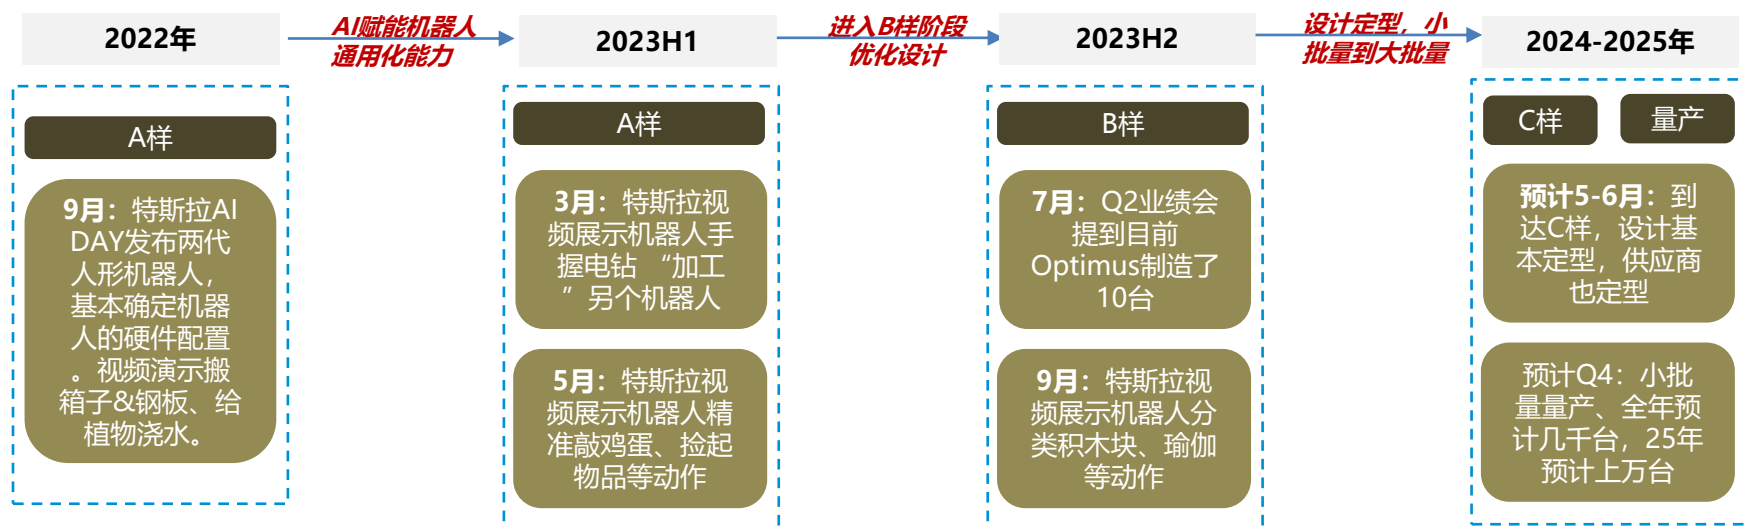 2022年
AI赋能机器人
通用化能力
2023H1
进入B样阶段
优化设计
2023H2
设计定型，小
批量到大批量
2024-2025年
A样
9月：特斯拉AI
DAY发布两代
人形机器人，
基本确定机器
人的硬件配置
。视频演示搬
箱子&钢板、给
植物浇水。
A样
3月：特斯拉视
频展示机器人手
握电钻 “加工
”另个机器人
5月：特斯拉视
频展示机器人精
准敲鸡蛋、捡起
物品等动作
B样
7月：Q2业绩会
提到目前
Optimus制造了
10台
9月：特斯拉视
频展示机器人分
类积木块、瑜伽
等动作
C样
量产
预计5-6月：到
达C样，设计基
本定型，供应商
也定型
预计Q4：小批
量量产、全年预
计几千台，25年
预计上万台